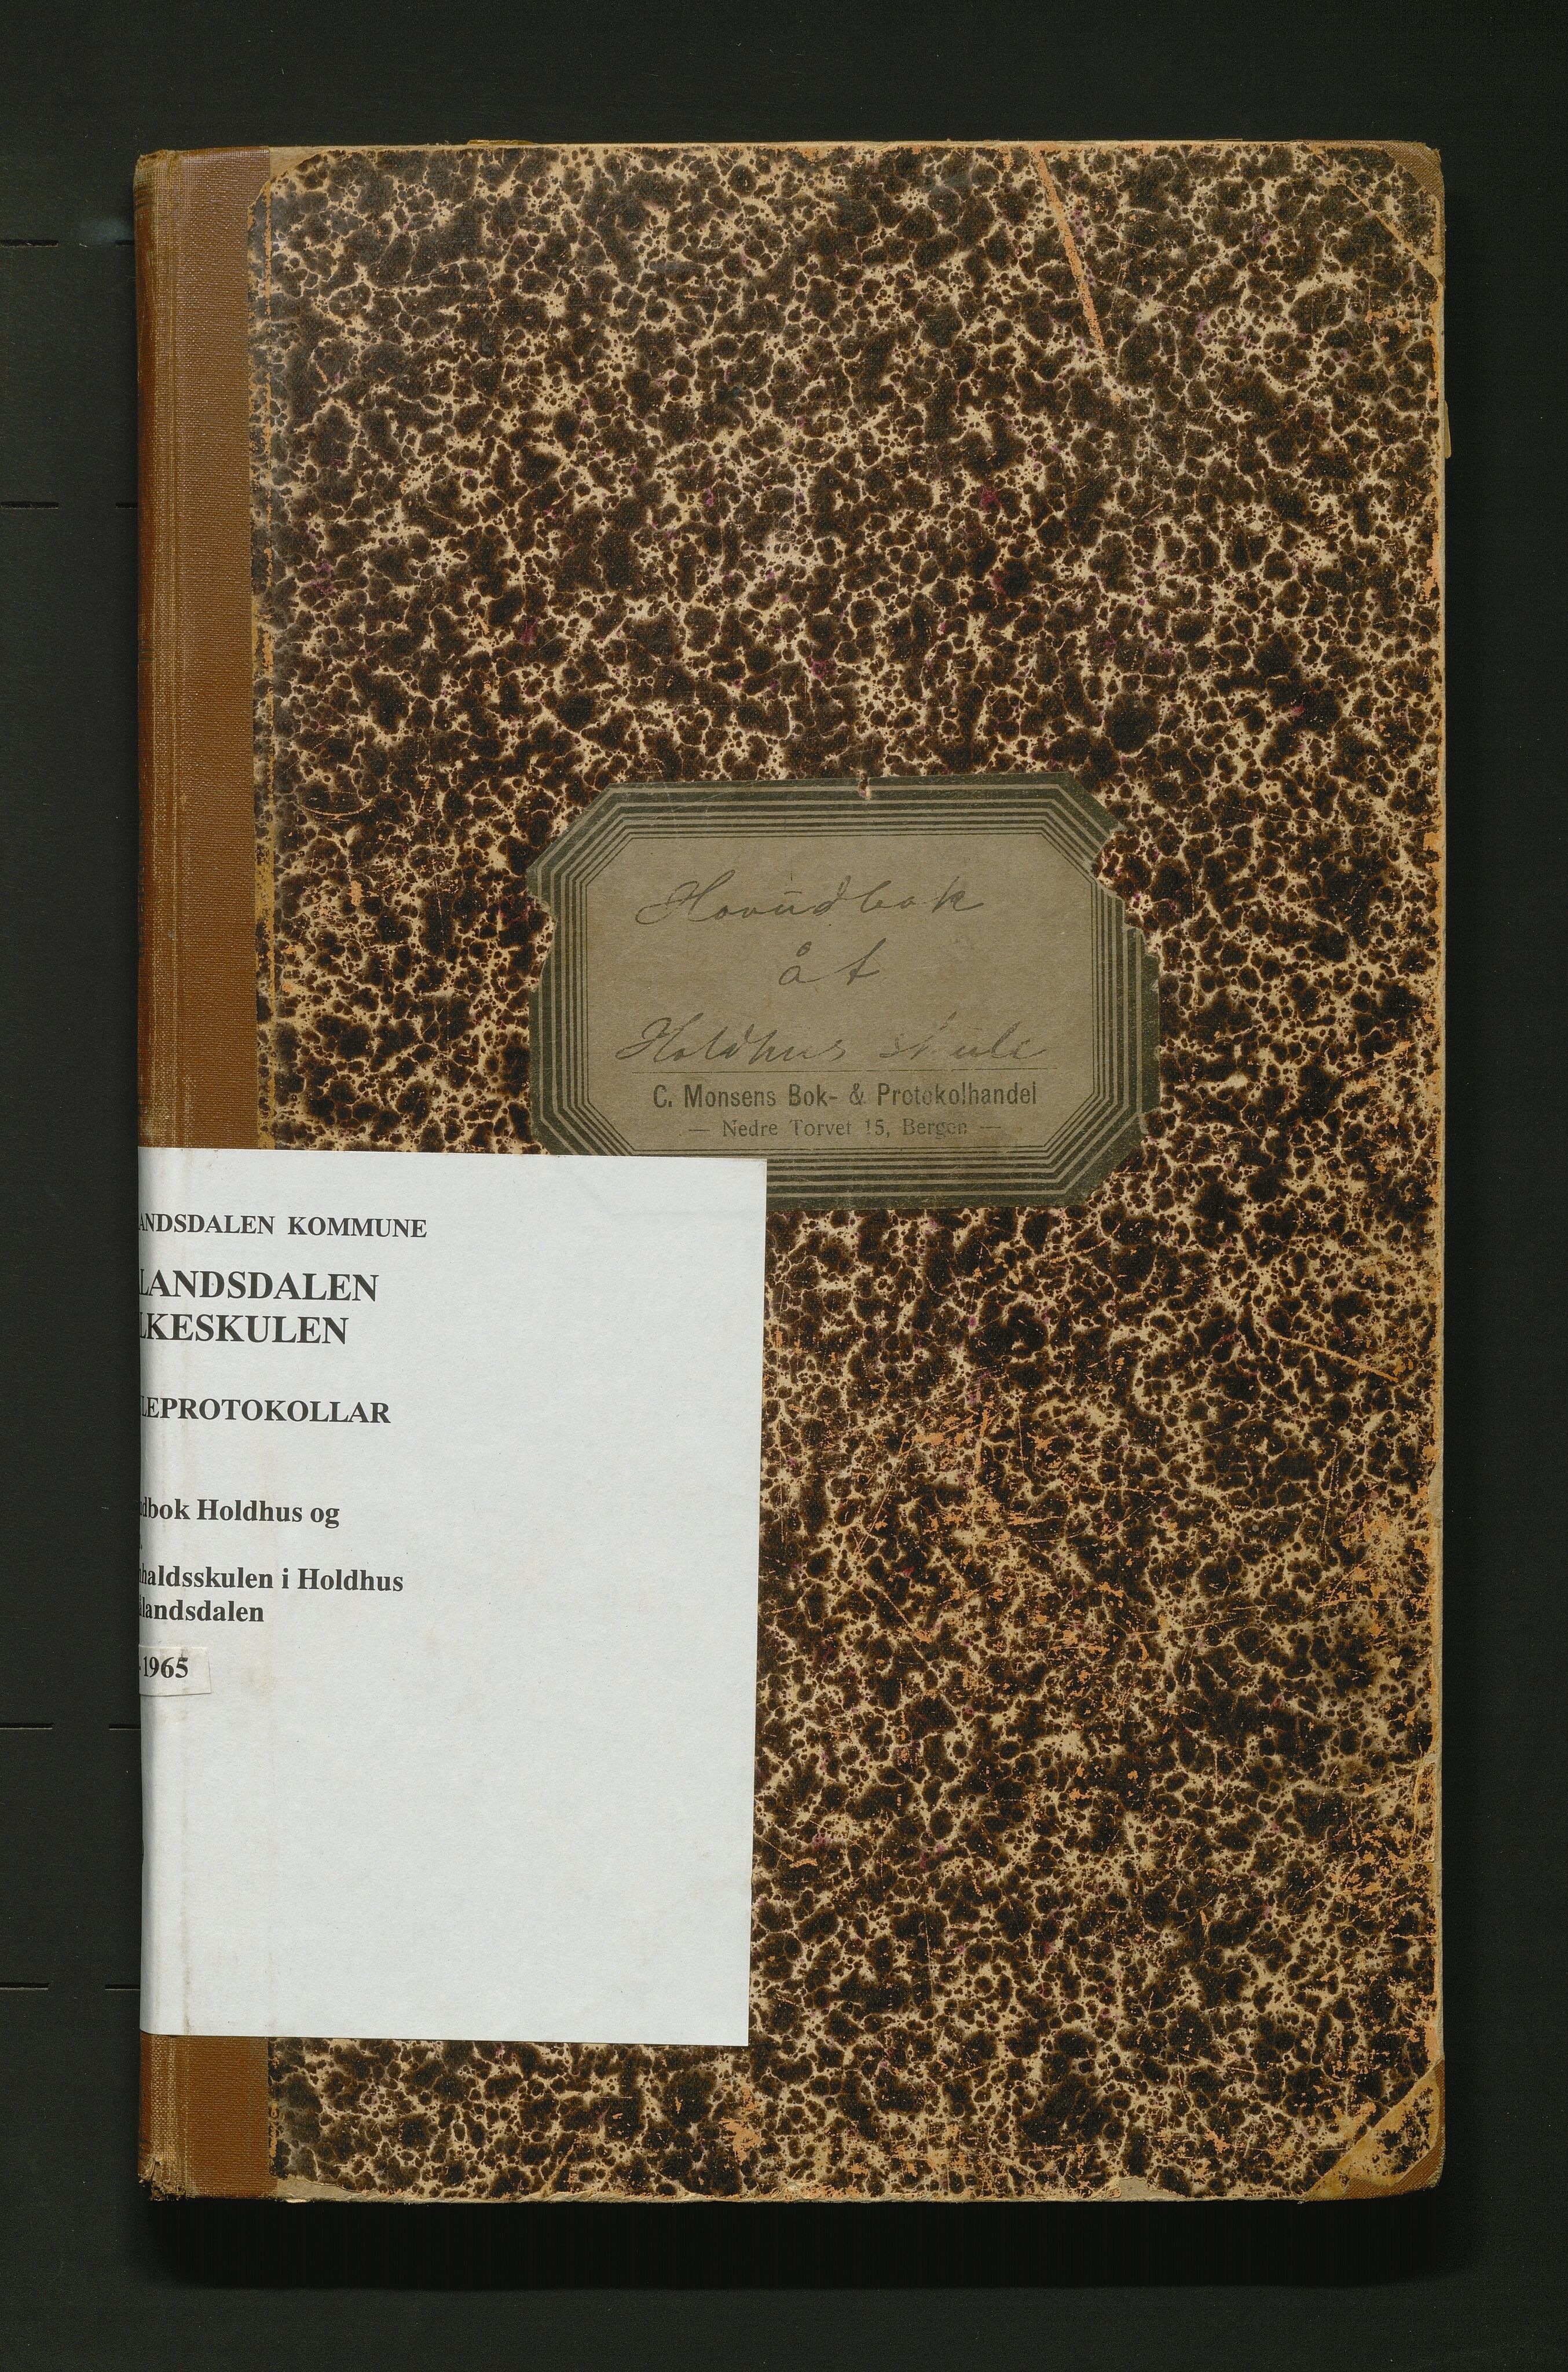 Hovudbok
åt
Holdhus skule
C. Monsens Bok- & Protokolhandel
— Nedre Torvet 15, Bergen —
ANDSDALEN KOMMUNE
LANDSDALEN
LKESKULEN
LEPROTOKOLLAR
dbok Holdhus og
haldsskulen i Holdhus
landsdalen
-1965